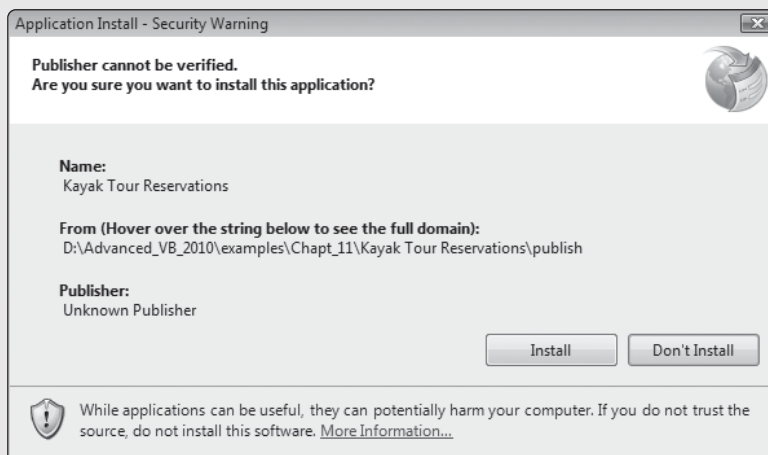 Application Install - Security Warning
Publisher cannot be verified.
Are you sure you want to install this application?
Name:
Kayak Tour Reservations
From (Hover over the string below to see the full domain):
D:\Advanced_VB_2010\examples\Chapt_11\Kayak Tour Reservations\publish
Publisher:
Unknown Publisher
Install
Don't Install
While applications can be useful, they can potentially harm your computer. If you do not trust the
source, do not install this software. More Information...